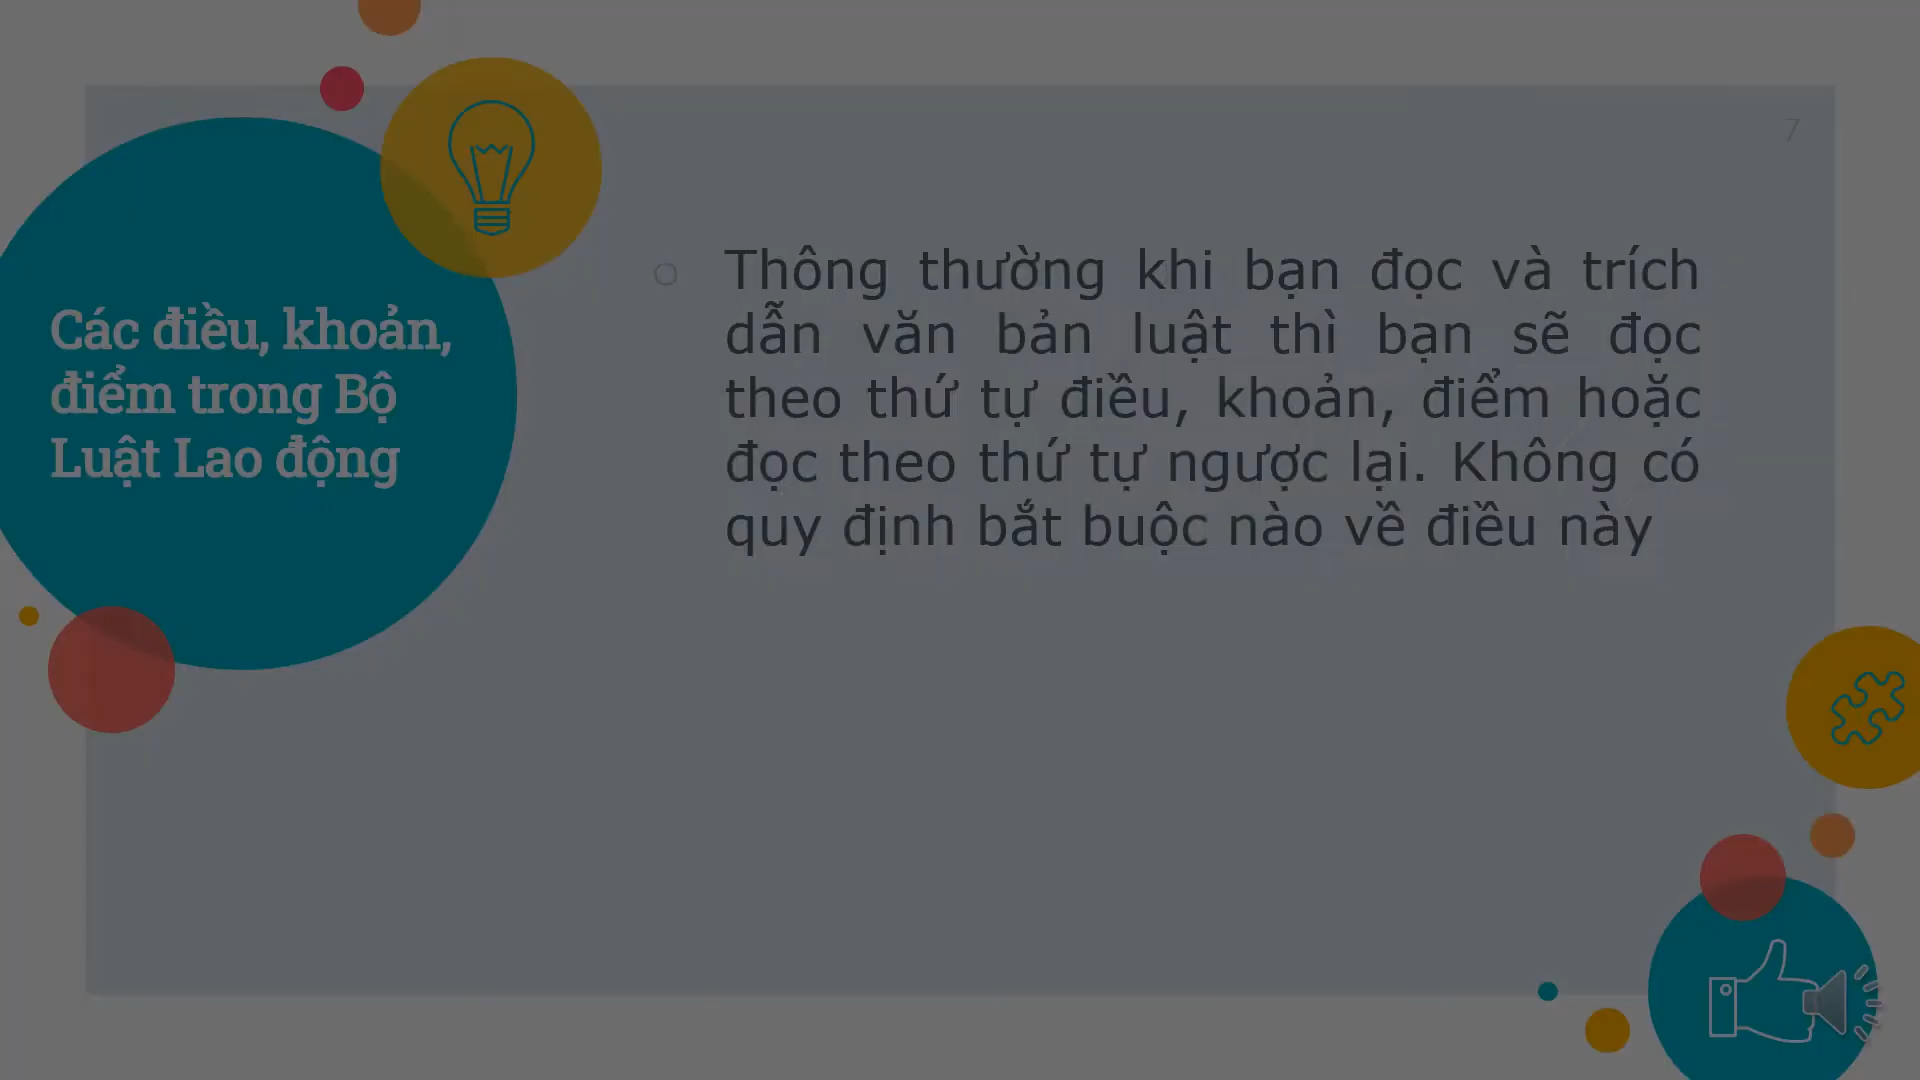 7
Các điều, khoản,
điểm trong Bộ
Luật Lao động
o Thông thường khi bạn đọc và trích
dẫn văn bản luật thì bạn sẽ đọc
theo thứ tự điều, khoản, điểm hoặc
đọc theo thứ tự ngược lại. Không có
quy định bắt buộc nào về điều này